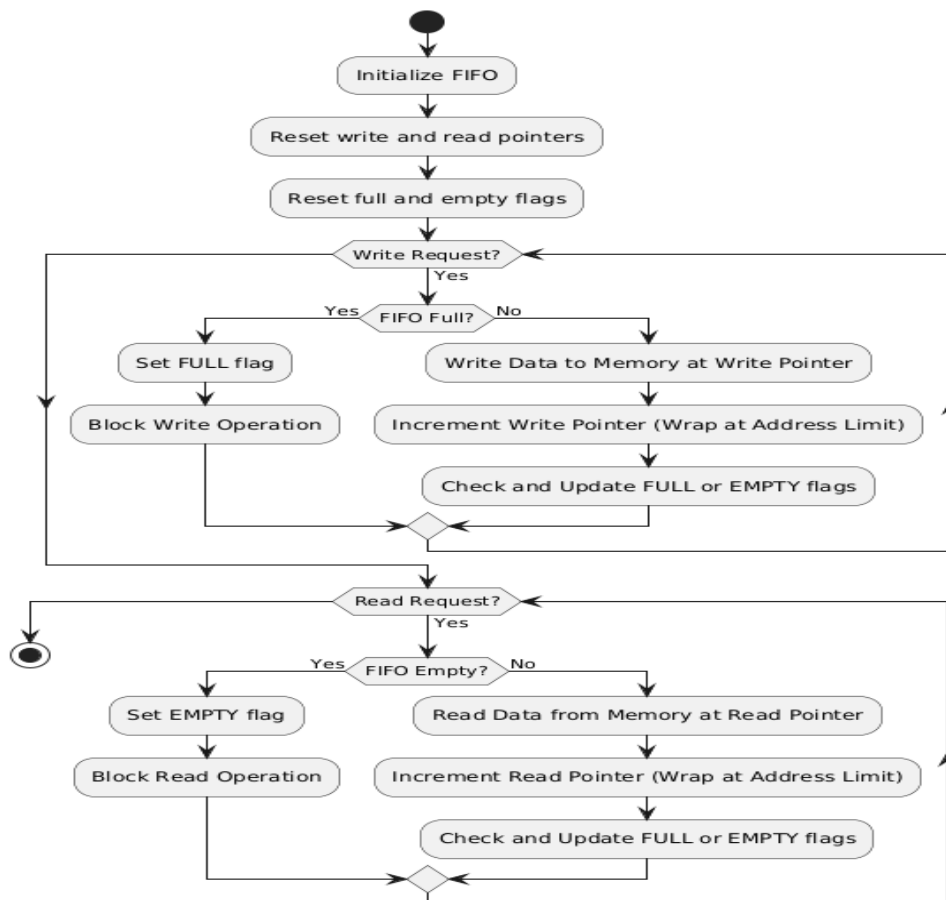 Initialize FIFO
Reset write and read pointers
Reset full and empty flags
Write Request?
Yes
Yes
FIFO Full?
No
Set FULL flag
Write Data to Memory at Write Pointer
Block Write Operation
Increment Write Pointer (Wrap at Address Limit)
Check and Update FULL or EMPTY flags
Read Request?
Yes
Yes
FIFO Empty?
No
Set EMPTY flag
Read Data from Memory at Read Pointer
Block Read Operation
Increment Read Pointer (Wrap at Address Limit)
Check and Update FULL or EMPTY flags